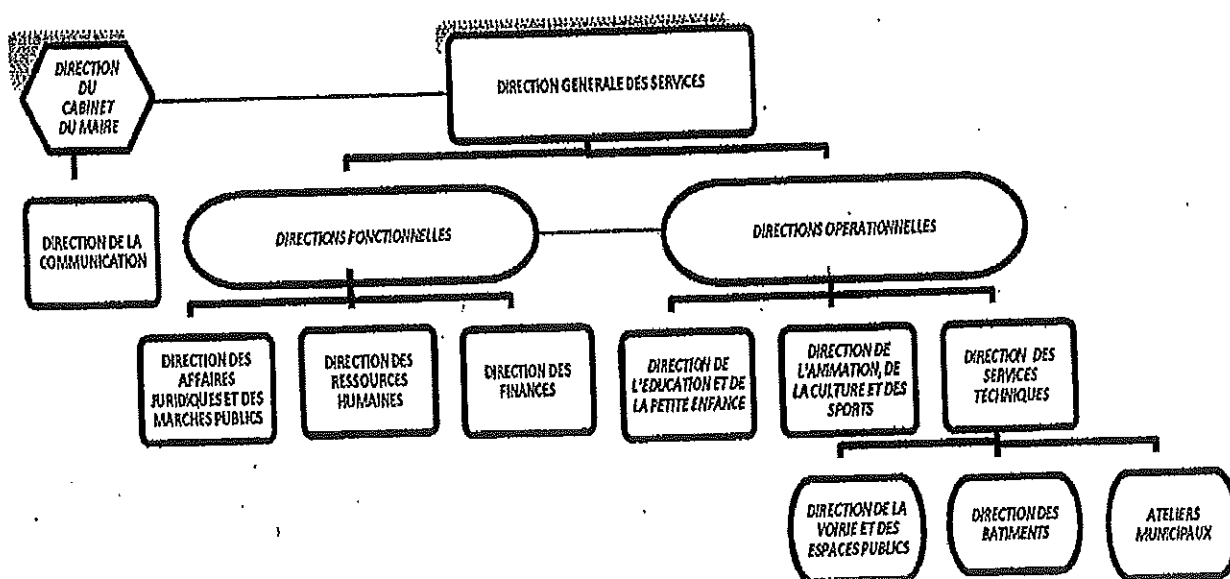 DIRECTION
DU
CABINET
DU MAIRE
DIRECTION GENERALE DES SERVICES
DIRECTION DE LA
COMMUNICATION
DIRECTIONS FONCTIONNELLES
DIRECTIONS OPERATIONNELLES
DIRECTION DES
AFFAIRES
JURIDIQUES ET DES
MARCHES PUBLICS
DIRECTION DES
RESSOURCES
HUMAINES
DIRECTION DES
FINANCES
DIRECTION DE
L'EDUCATION ET DE
LA PETITE ENFANCE
DIRECTION DE
L'ANIMATION, DE
LA CULTURE ET DES
SPORTS
DIRECTION DES
SERVICES
TECHNIQUES
DIRECTION DE LA
VOIRIE ET DES
ESPACES PUBLICS
DIRECTION DES
BATIMENTS
ATELIERS
MUNICIPAUX